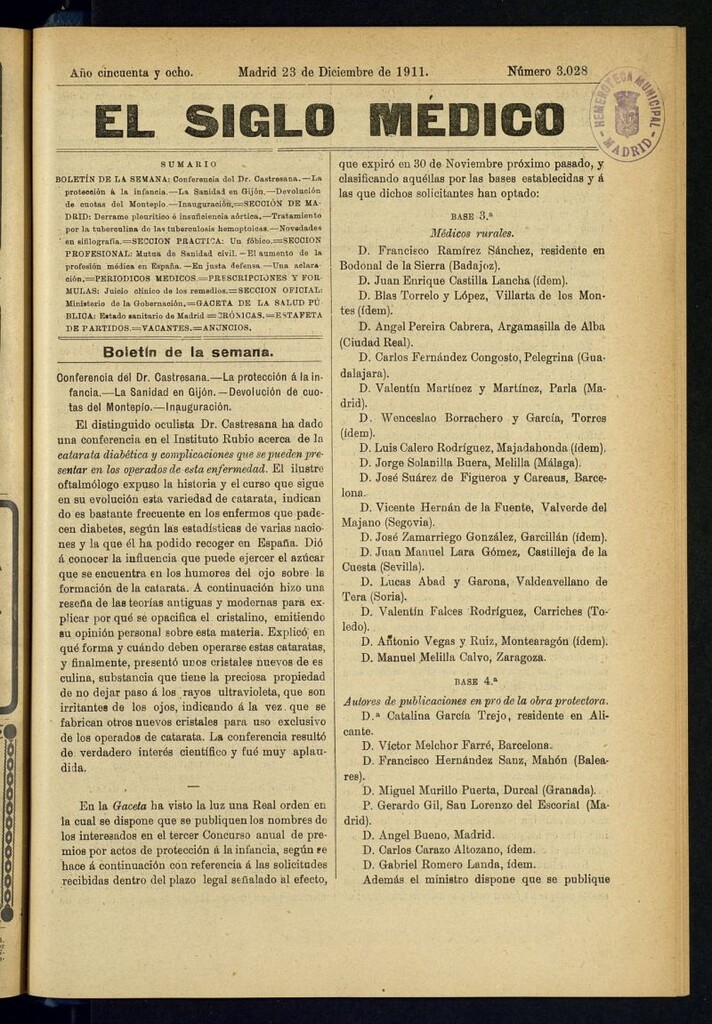 Año cincuenta y ocho. Madrid 23 de Diciembre de 1911. Número 3.028
HEMEROTECA MUNICIPAL
MADRID
EL SIGLO MÉDICO
SUMARIO
BOLETÍN DE LA SEMANA: Conferencia del Dr. Castresana.—La
protección á la infancia.—La Sanidad en Gijón.—Devolución
de cuotas del Montepío.—Inauguración.=SECCIÓN DE MA-
DRID: Derrame pleurítico é insuficiencia aórtica.—Tratamiento
por la tuberculina de las tuberculosis hemoptoicas.—Novedades
en sifilografía.=SECCION PRACTICA: Un fóbico.=SECCION
PROFESIONAL: Mutua de Sanidad civil.—El aumento de la
profesión médica en España.—En justa defensa—Una aclara-
ción.=PERIODICOS MEDICOS.=PRESCRIPCIONES Y FOR-
MULAS: Juicio clínico de los remedios.=SECCION OFICIAL:
Ministerio de la Gobernación.=GACETA DE LA SALUD PÚ-
BLICA: Estado sanitario de Madrid =CRÓNICAS.=ESTAFETA
DE PARTIDOS.=VACANTES.=ANUNCIOS.
Boletín de la semana.
Conferencia del Dr. Castresana.—La protección á la in-
fancia.—La Sanidad en Gijón.—Devolución de cuo-
tas del Montepío.—Inauguración.
El distinguido oculista Dr. Castresana ha dado
una conferencia en el Instituto Rubio acerca de la
catarata diabética y complicaciones que se pueden pre-
sentar en los operados de esta enfermedad. El ilustre
oftalmólogo expuso la historia y el curso que sigue
en su evolución esta variedad de catarata, indican
do es bastante frecuente en los enfermos que pade-
cen diabetes, según las estadísticas de varias nacio
nes y la que él ha podido recoger en España. Dió
á conocer la influencia que puede ejercer el azúcar
que se encuentra en los humores del ojo sobre la
formación de la catarata. A continuación hizo una
reseña de las teorías antiguas y modernas para ex-
plicar por qué se opacifica el cristalino, emitiendo
su opinión personal sobre esta materia. Explicó en
qué forma y cuándo deben operarse estas cataratas,
y finalmente, presentó unos cristales nuevos de es
culina, substancia que tiene la preciosa propiedad
de no dejar paso á los rayos ultravioleta, que son
irritantes de los ojos, indicando á la vez que se
fabrican otros nuevos cristales para uso exclusivo
de los operados de catarata. La conferencia resultó
de verdadero interés científico y fué muy aplau-
dida.
En la Gaceta ha visto la luz una Real orden en
la cual se dispone que se publiquen los nombres de
los interesados en el tercer Concurso anual de pre-
mios por actos de protección á la infancia, según se
hace á continuación con referencia á las solicitudes
recibidas dentro del plazo legal señalado al efecto,
que expiró en 30 de Noviembre próximo pasado, y
clasificando aquéllas por las bases establecidas y á
las que dichos solicitantes han optado:
BASE 3.ª
Médicos rurales.
D. Francisco Ramírez Sánchez, residente en
Bodonal de la Sierra (Badajoz).
D. Juan Enrique Castilla Lancha (ídem).
D. Blas Torrelo y López, Villarta de los Mon-
tes (ídem).
D. Angel Pereira Cabrera, Argamasilla de Alba
(Ciudad Real).
D. Carlos Fernández Congosto, Pelegrina (Gua-
dalajara).
D. Valentín Martínez y Martínez, Parla (Ma-
drid).
D. Wenceslao Borrachero y García, Torres
(ídem).
D. Luis Calero Rodríguez, Majadahonda (ídem).
D. Jorge Solanilla Buera, Melilla (Málaga).
D. José Suárez de Figueroa y Careaus, Barce-
lona.
D. Vicente Hernán de la Fuente, Valverde del
Majano (Segovia).
D. José Zamarriego González, Garcillán (ídem).
D. Juan Manuel Lara Gómez, Castilleja de la
Cuesta (Sevilla).
D. Lucas Abad y Garona, Valdeavellano de
Tera (Soria).
D. Valentín Falces Rodríguez, Carriches (To-
ledo).
D. Antonio Vegas y Ruiz, Montearagón (ídem).
D. Manuel Melilla Calvo, Zaragoza.
BASE 4.ª
Autores de publicaciones en pro de la obra protectora.
D.ª Catalina García Trejo, residente en Ali-
cante.
D. Víctor Melchor Farré, Barcelona.
D. Francisco Hernández Sanz, Mahón (Balea-
res).
D. Miguel Murillo Puerta, Durcal (Granada).
P. Gerardo Gil, San Lorenzo del Escorial (Ma-
drid).
D. Angel Bueno, Madrid.
D. Carlos Carazo Altozano, ídem.
D. Gabriel Romero Landa, ídem.
Además el ministro dispone que se publique